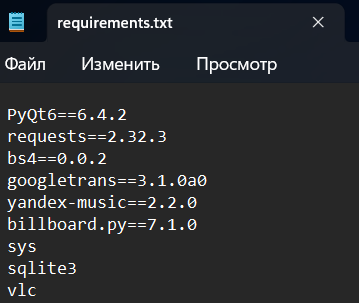 requirements.txt
Файл Изменить Просмотр
PyQt6==6.4.2
requests==2.32.3
bs4==0.0.2
googletrans==3.1.0a0
yandex-music==2.2.0
billboard.py==7.1.0
sys
sqlite3
vlc